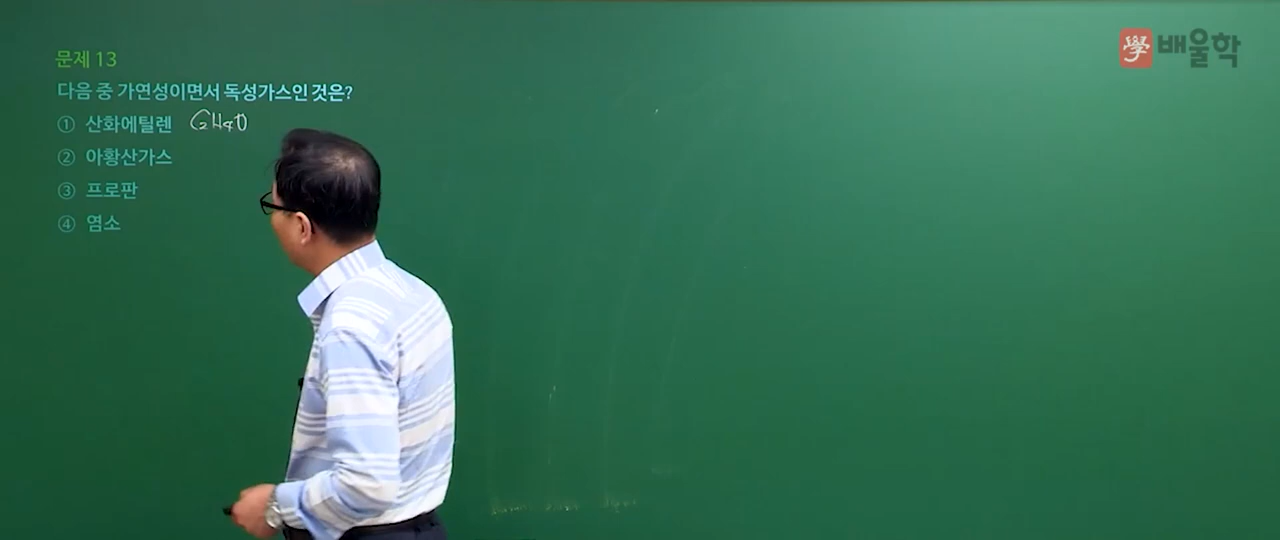 문제 13
다음 중 가연성이면서 독성가스인 것은?
① 산화에틸렌 C2H4O
② 아황산가스
③ 프로판
④ 염소
學 배울학